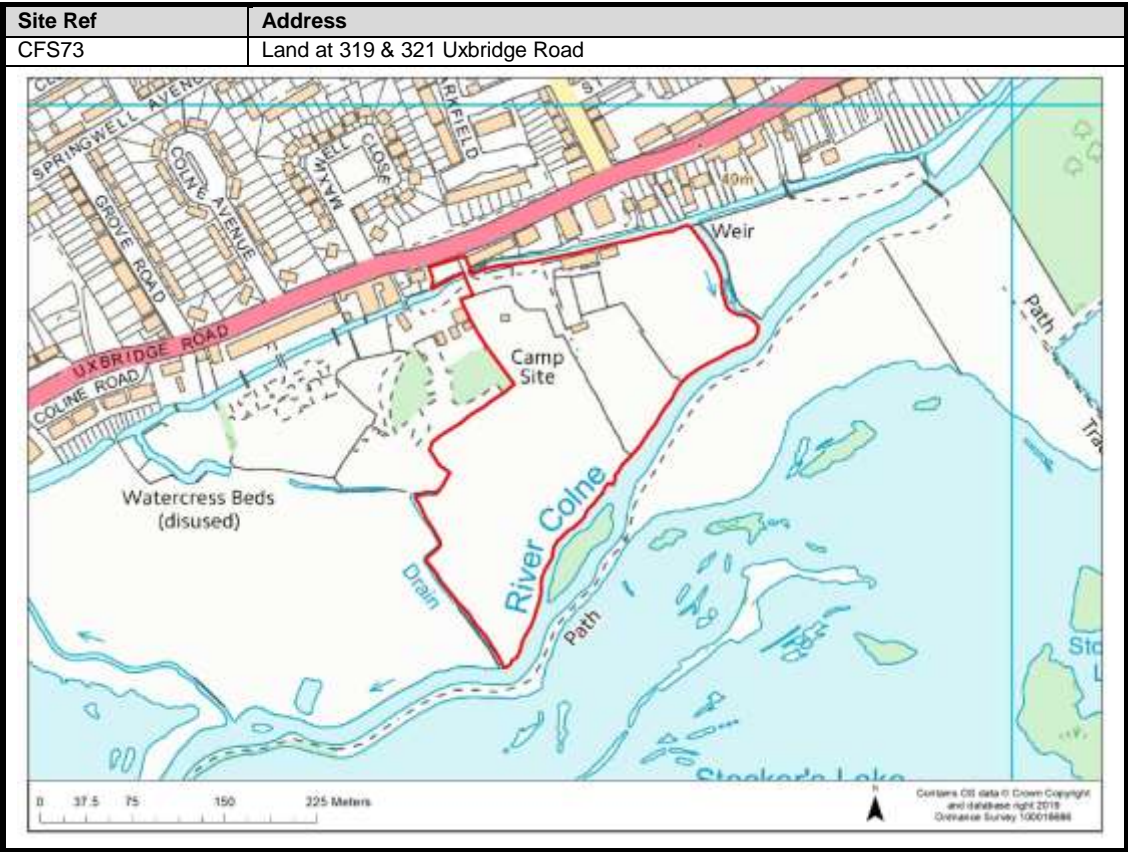 Site Ref Address
CFS73 Land at 319 & 321 Uxbridge Road
SPRINGWELL AVENUE
COLNE AVENUE
GROVE ROAD
MAXWELL CLOSE
UXBRIDGE ROAD
COLINE ROAD
49m
Weir
Camp
Site
Path
Watercress Beds
(disused)
Drain
River Colne
Path
Stocker's Lake
0 37.5 75 150 225 Meters
N
Contains OS data © Crown Copyright
and database right 2019
Ordnance Survey 100018686